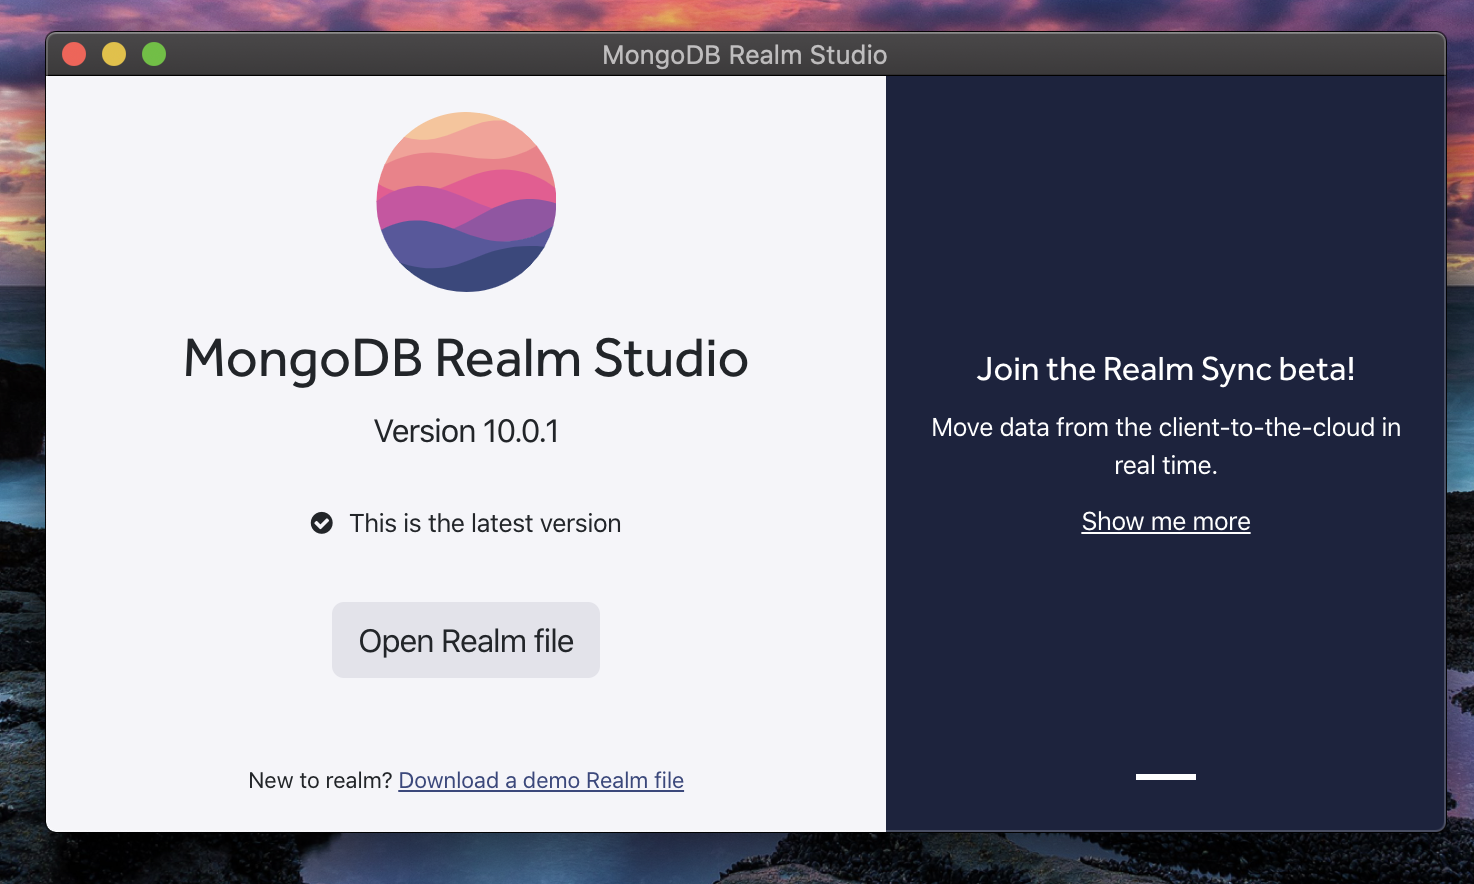 MongoDB Realm Studio
MongoDB Realm Studio
Version 10.0.1
This is the latest version
Open Realm file
New to realm? Download a demo Realm file
Join the Realm Sync beta!
Move data from the client-to-the-cloud in
real time.
Show me more